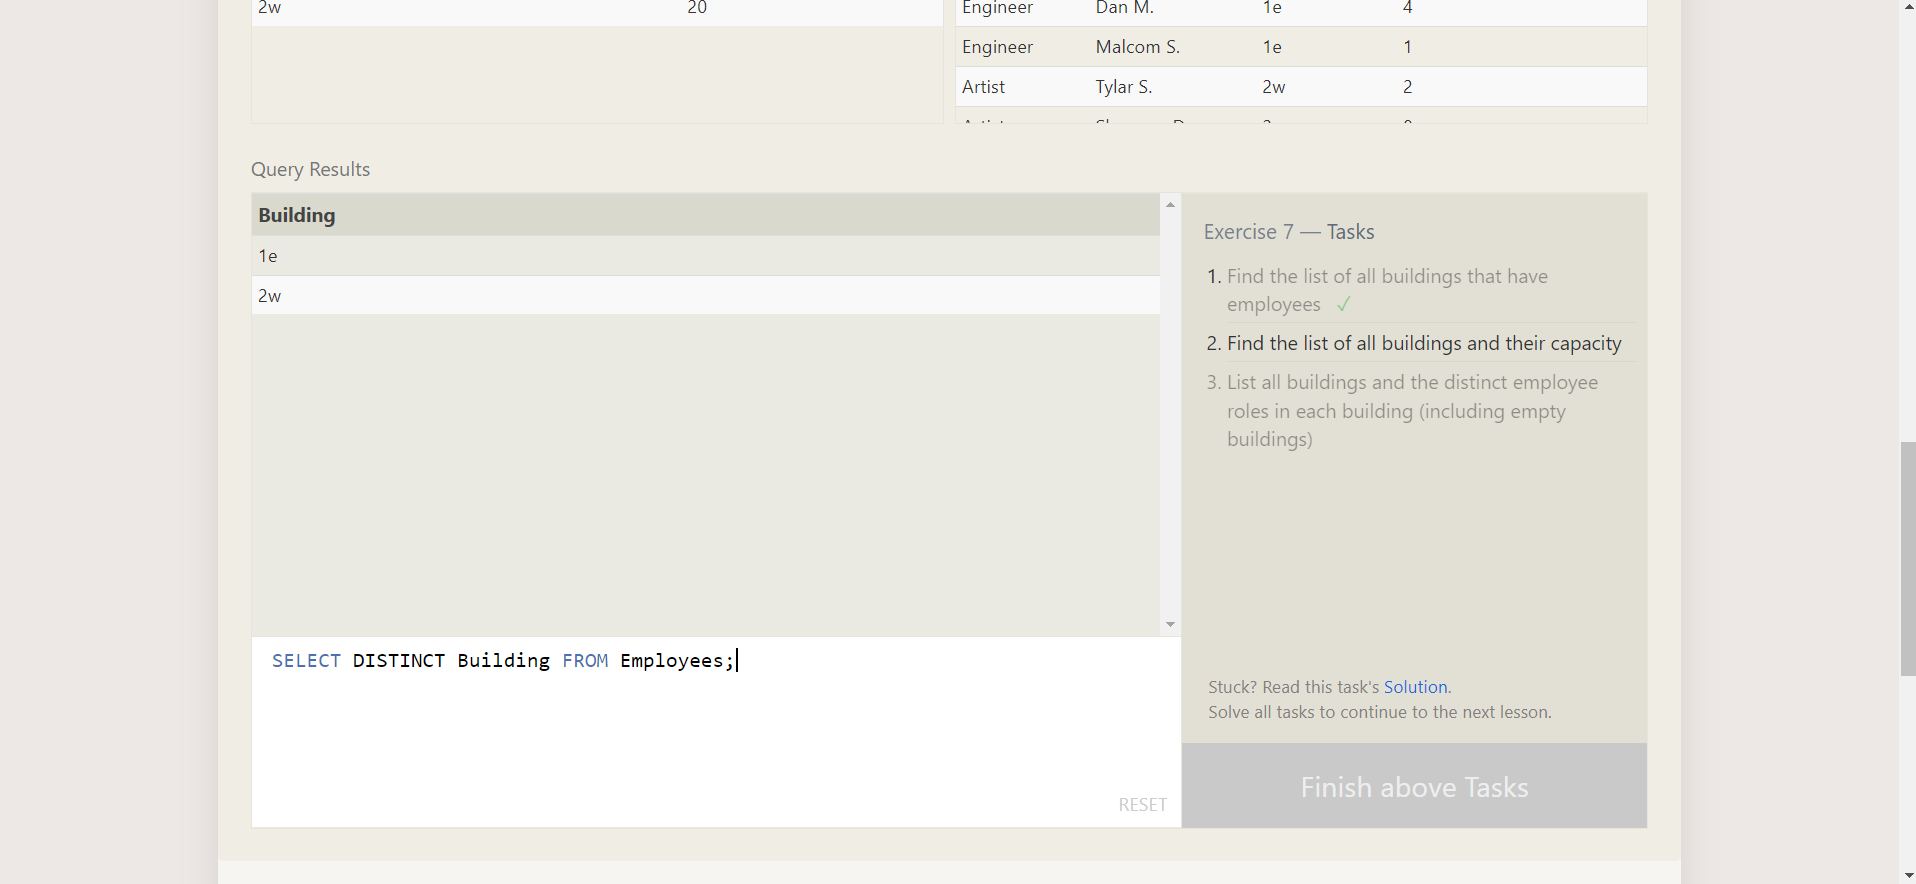 2w 20
Engineer Dan M. 1e 4
Engineer Malcom S. 1e 1
Artist Tylar S. 2w 2
Query Results
Building
1e
2w
Exercise 7 — Tasks
1. Find the list of all buildings that have
employees ✓
2. Find the list of all buildings and their capacity
3. List all buildings and the distinct employee
roles in each building (including empty
buildings)
SELECT DISTINCT Building FROM Employees;
RESET
Stuck? Read this task's Solution.
Solve all tasks to continue to the next lesson.
Finish above Tasks